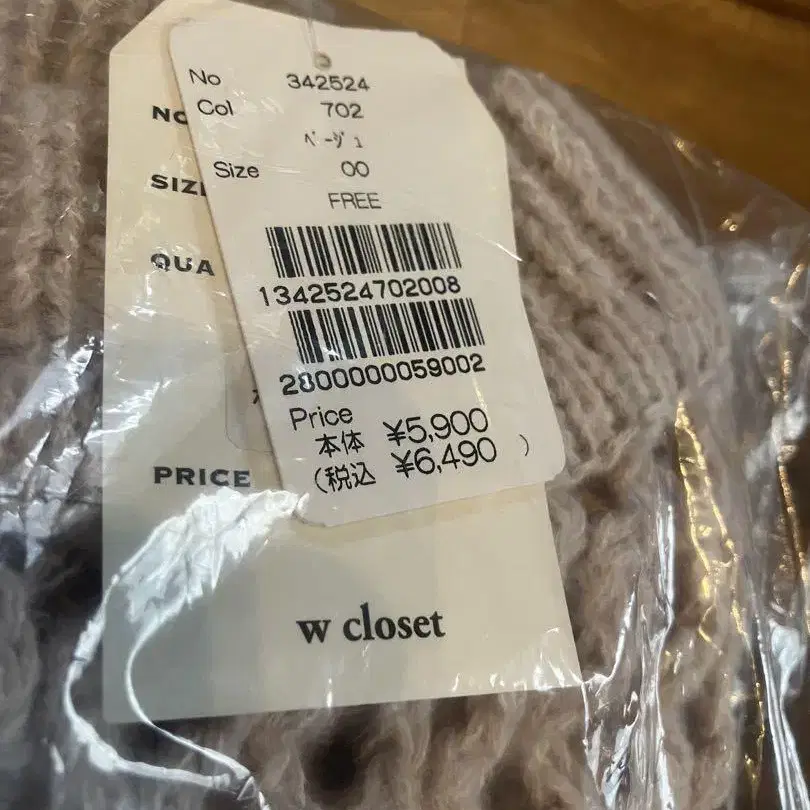 No 342524
Col 702
ベージュ
Size 00
FREE
1342524702008
2800000059002
Price
本体 ¥5,900
(税込 ¥6,490 )
NO
SIZE
QUA
PRICE
w closet